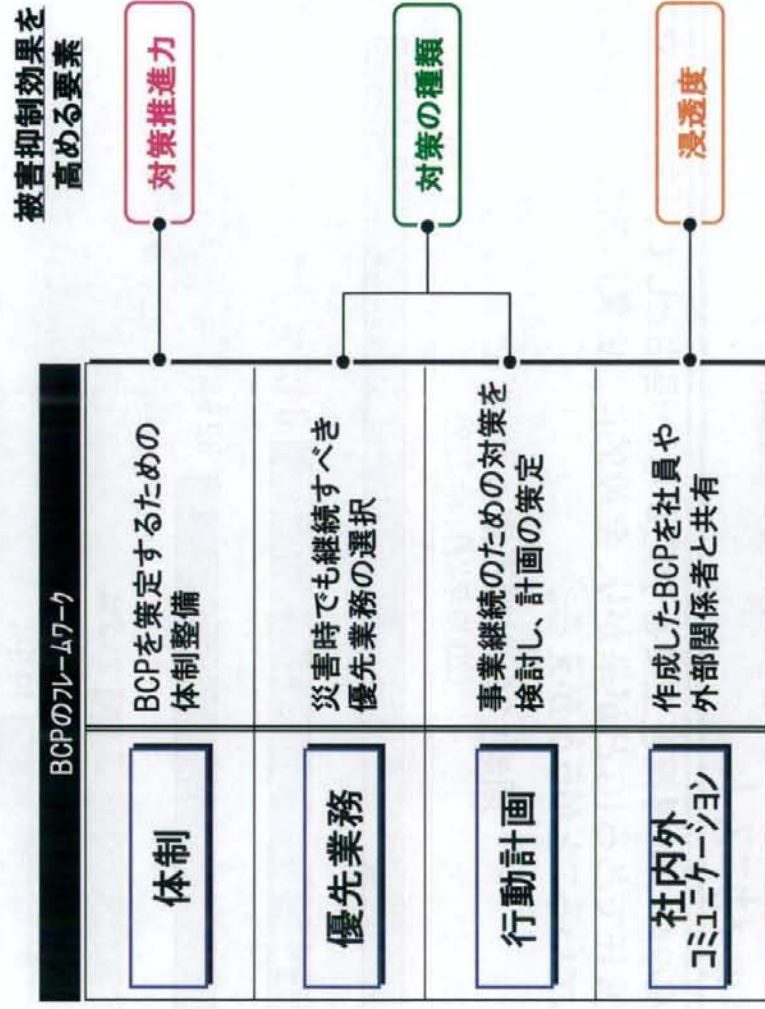 被害抑制効果を
高める要素
BCPのフレームワーク
体制
BCPを策定するための
体制整備
対策推進力
優先業務
災害時でも継続すべき
優先業務の選択
対策の種類
行動計画
事業継続のための対策を
検討し、計画の策定
社内外
コミュニケーション
作成したBCPを社員や
外部関係者と共有
浸透度